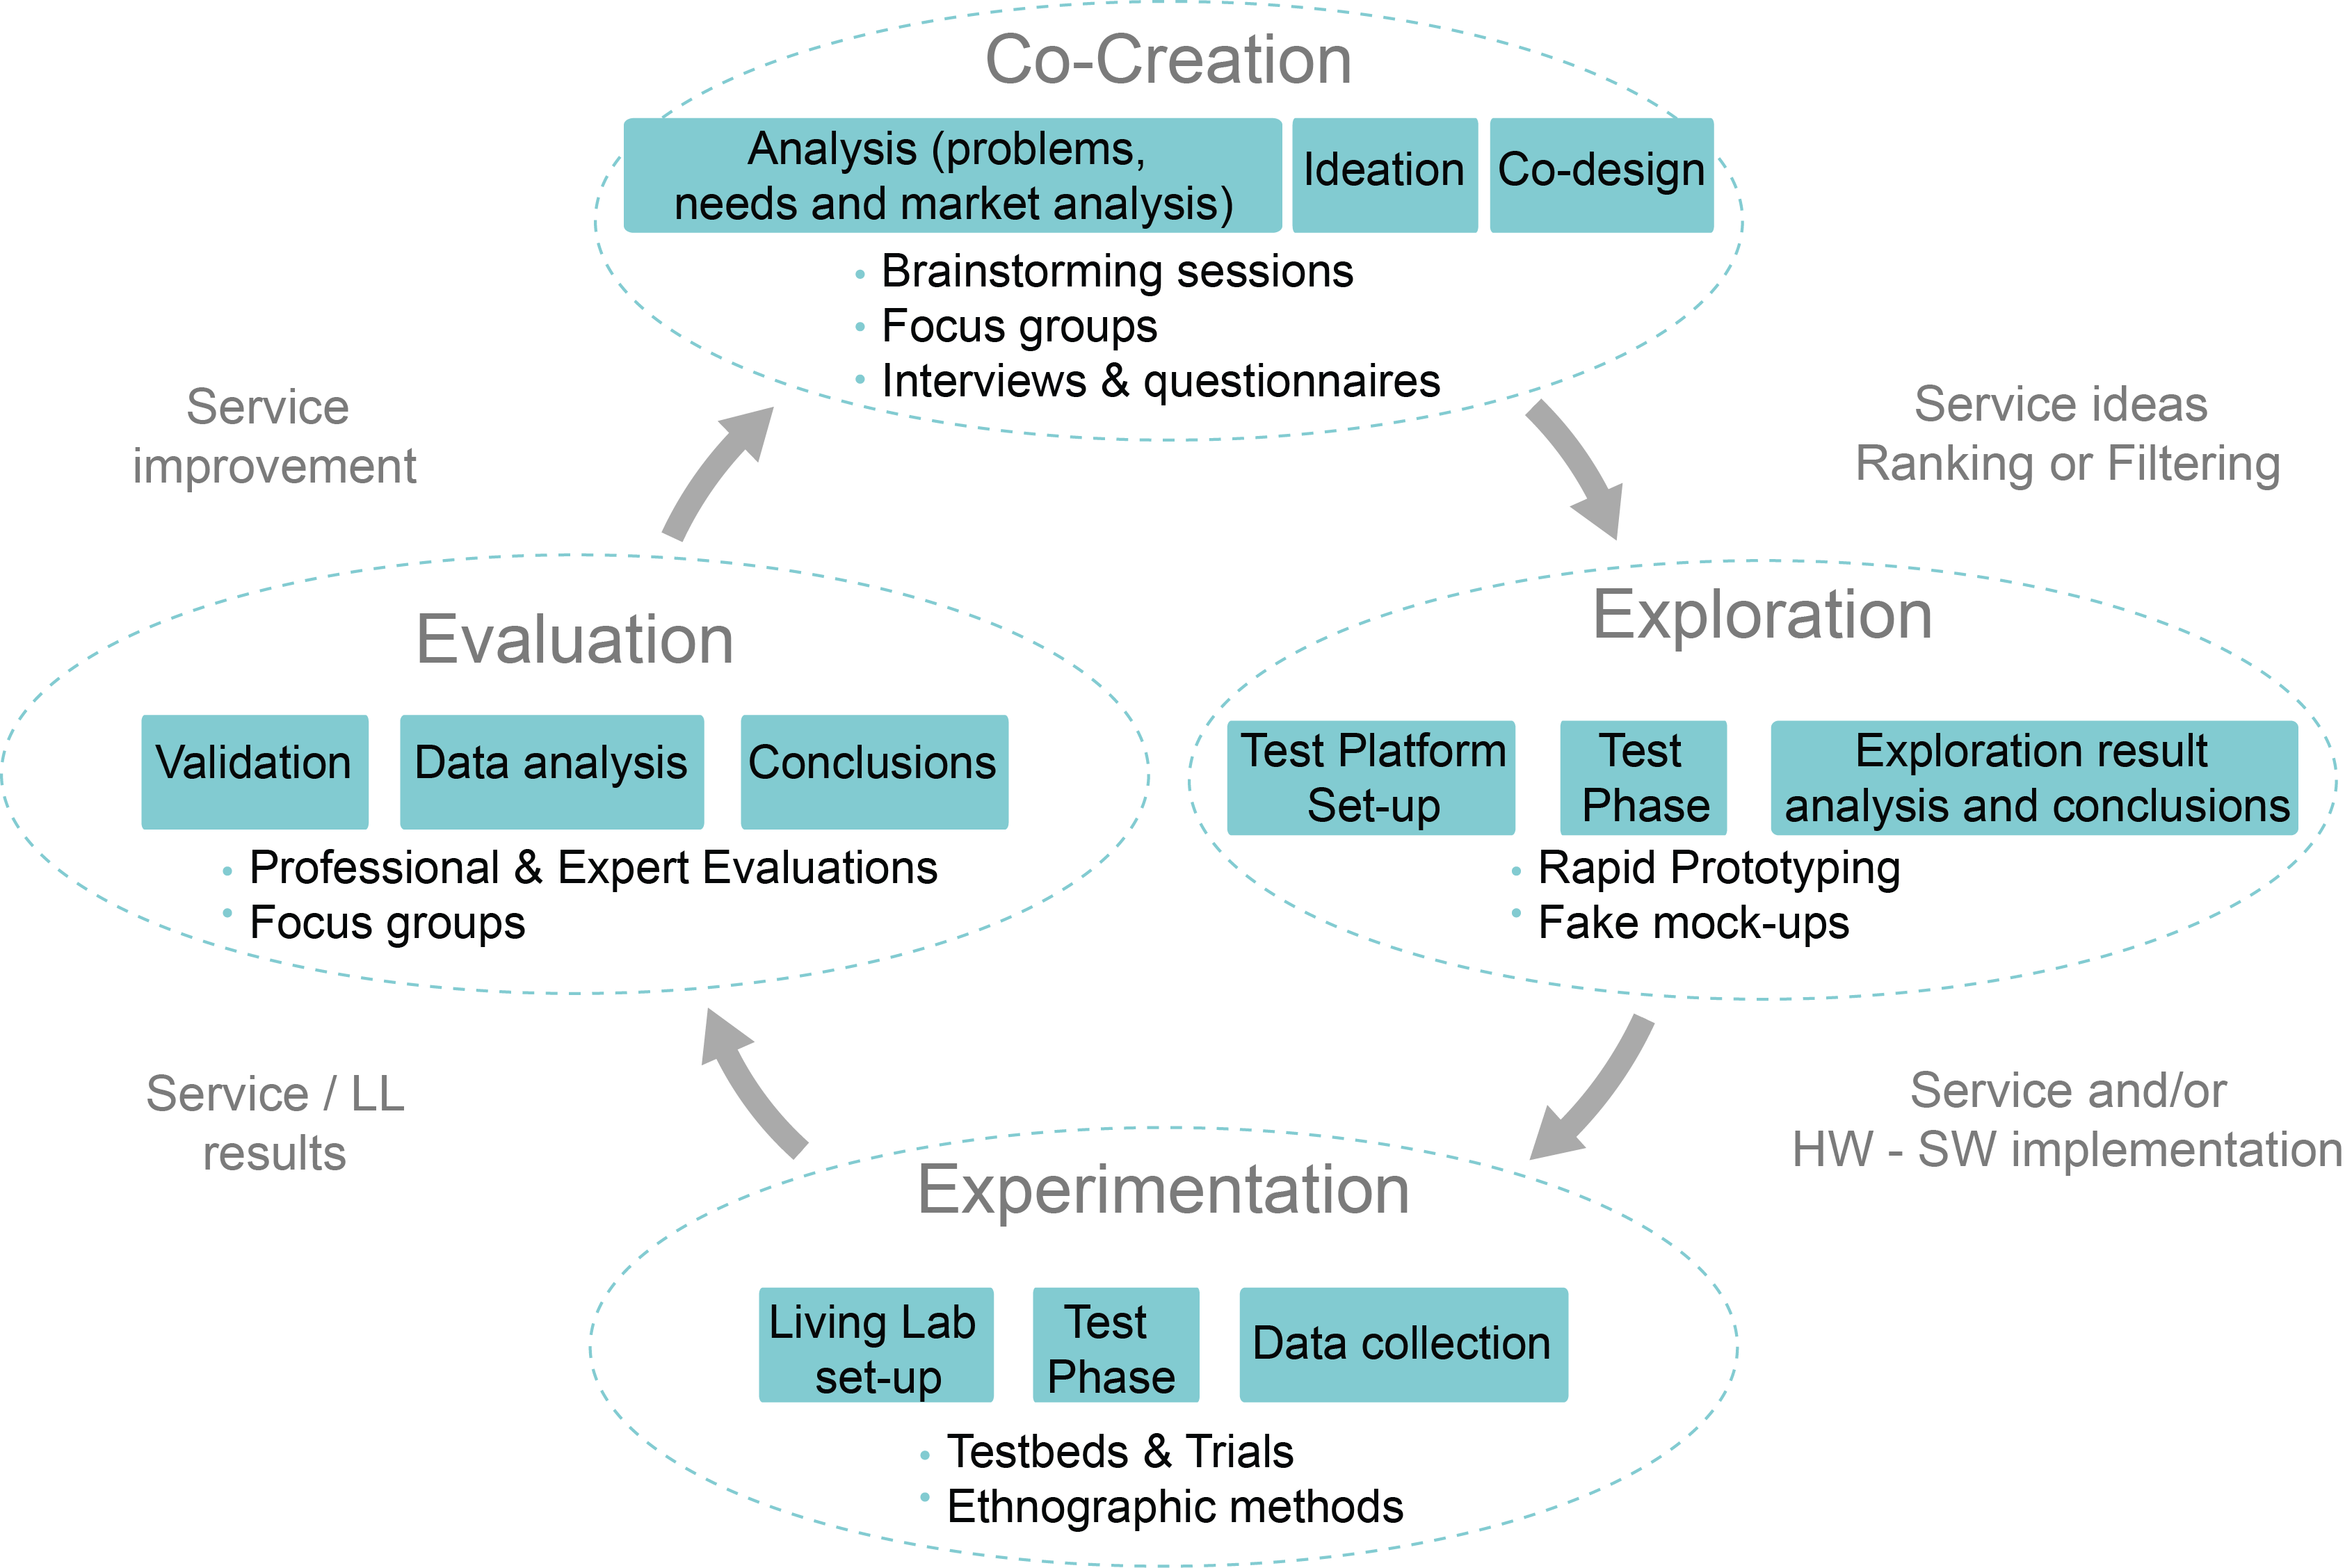 Co-Creation
Analysis (problems,
needs and market analysis)
Ideation
Co-design
Brainstorming sessions
Focus groups
Interviews & questionnaires
Service
improvement
Service ideas
Ranking or Filtering
Evaluation
Validation
Data analysis
Conclusions
Professional & Expert Evaluations
Focus groups
Exploration
Test Platform
Set-up
Test
Phase
Exploration result
analysis and conclusions
Rapid Prototyping
Fake mock-ups
Service / LL
results
Service and/or
HW - SW implementation
Experimentation
Living Lab
set-up
Test
Phase
Data collection
Testbeds & Trials
Ethnographic methods